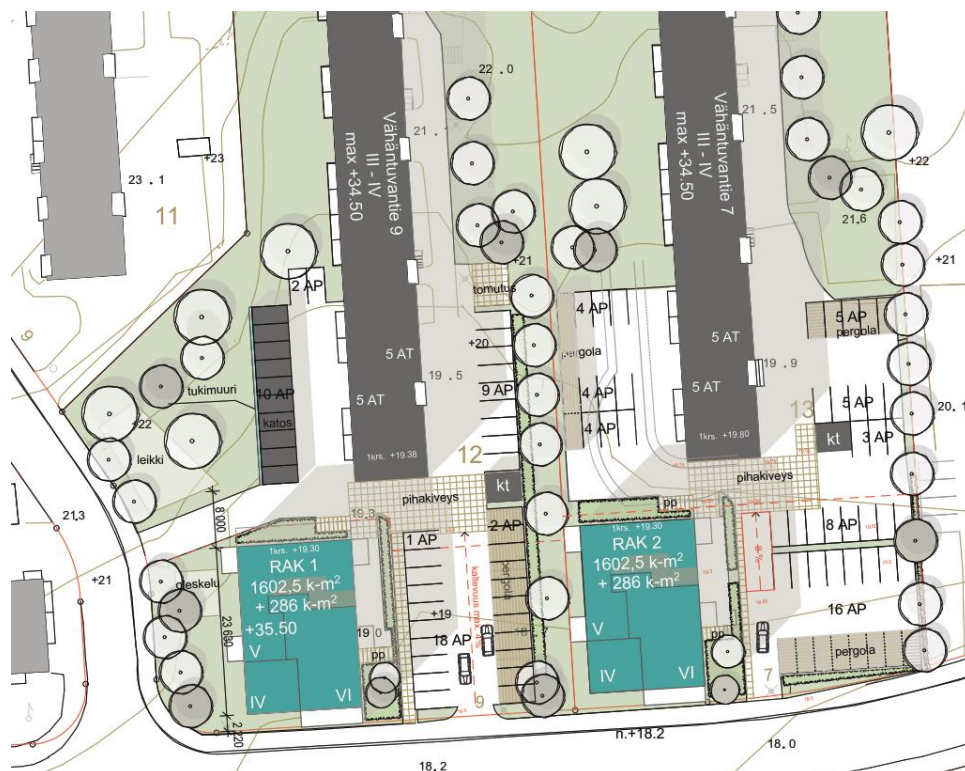 22 . 0
Vähäntuvantie 9
III - IV
max +34.50
21 . 1
Vähäntuvantie 7
III - IV
max +34.50
21 . 5
+23
23 . 1
11
+22
21.6
+21
+21
2 AP
tomutus
4 AP
pergola
5 AP
pergola
+20
5 AT
5 AT
19 . 5
19 . 9
9 AP
10 AP
katos
5 AT
5 AT
4 AP
4 AP
5 AP
3 AP
20. 1
tukimuuri
+22
leikki
9
1krs. +19.38
12
1krs. +19.80
13
kt
kt
pihakiveys
pihakiveys
pp
21,3
8 000
19.3
1krs. +19.30
RAK 1
1602,5 k-m²
+ 286 k-m²
+35.50
V
IV
VI
1 AP
2 AP
pergola
kaltevuus max. 4%
1krs. +19.30
RAK 2
1602,5 k-m²
+ 286 k-m²
V
IV
VI
8 AP
8 %
+21
oleskelu
23 630
19 0
+19
18 AP
pp
pp
16 AP
pergola
7
9
2 220
n.+18.2
18.0
18.2